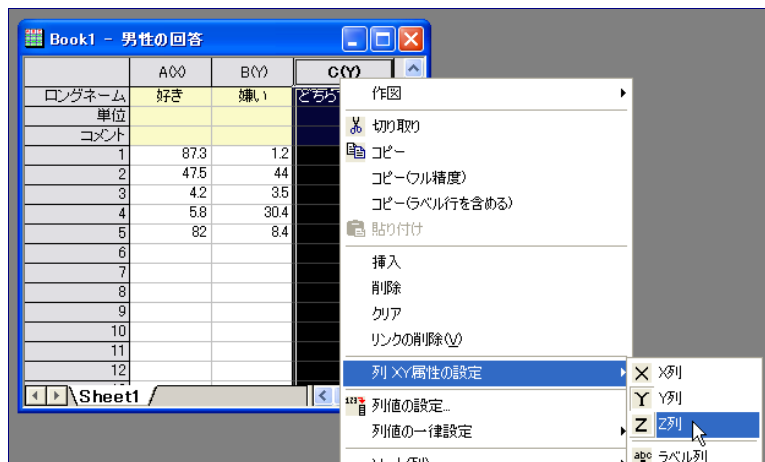 Book1 - 男性の回答
A(X) B(Y) C(Y)
ロングネーム 好き 嫌い どちら
単位
コメント
1 87.3 1.2
2 47.5 44
3 4.2 3.5
4 5.8 30.4
5 82 8.4
6
7
8
9
10
11
12
Sheet1
作図
切り取り
コピー
コピー(フル精度)
コピー(ラベル行を含める)
貼り付け
挿入
削除
クリア
リンクの削除(V)
列 XY属性の設定
列値の設定...
列値の一律設定
X X列
Y Y列
Z Z列
abc ラベル列